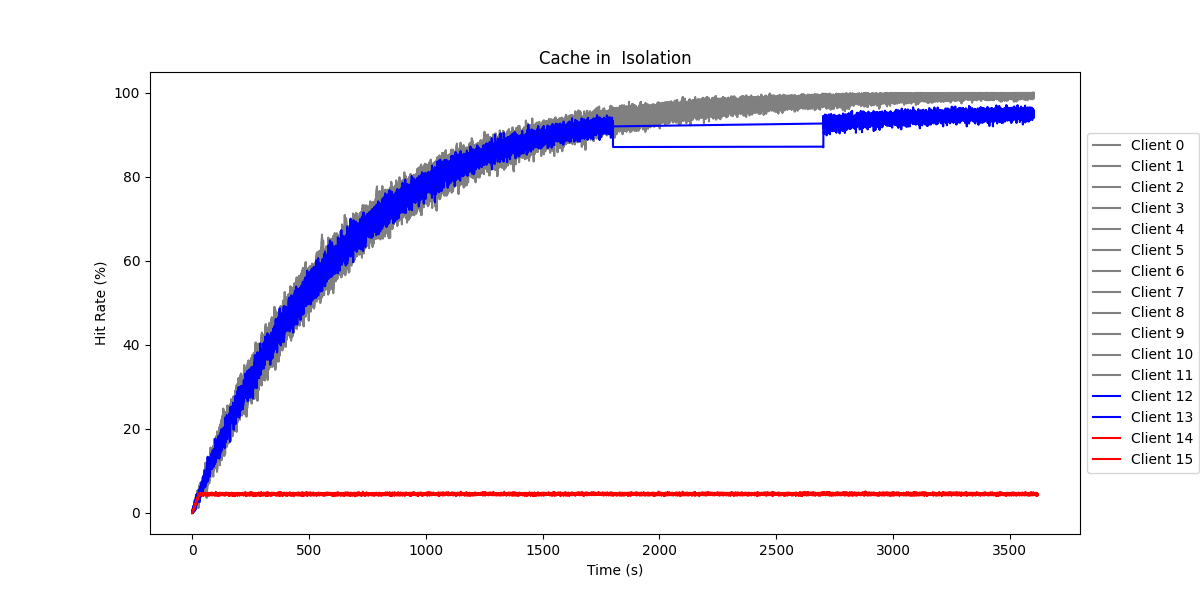 Cache in  Isolation
Hit Rate (%)
100
80
60
40
20
0
0 500 1000 1500 2000 2500 3000 3500
Time (s)
Client 0
Client 1
Client 2
Client 3
Client 4
Client 5
Client 6
Client 7
Client 8
Client 9
Client 10
Client 11
Client 12
Client 13
Client 14
Client 15